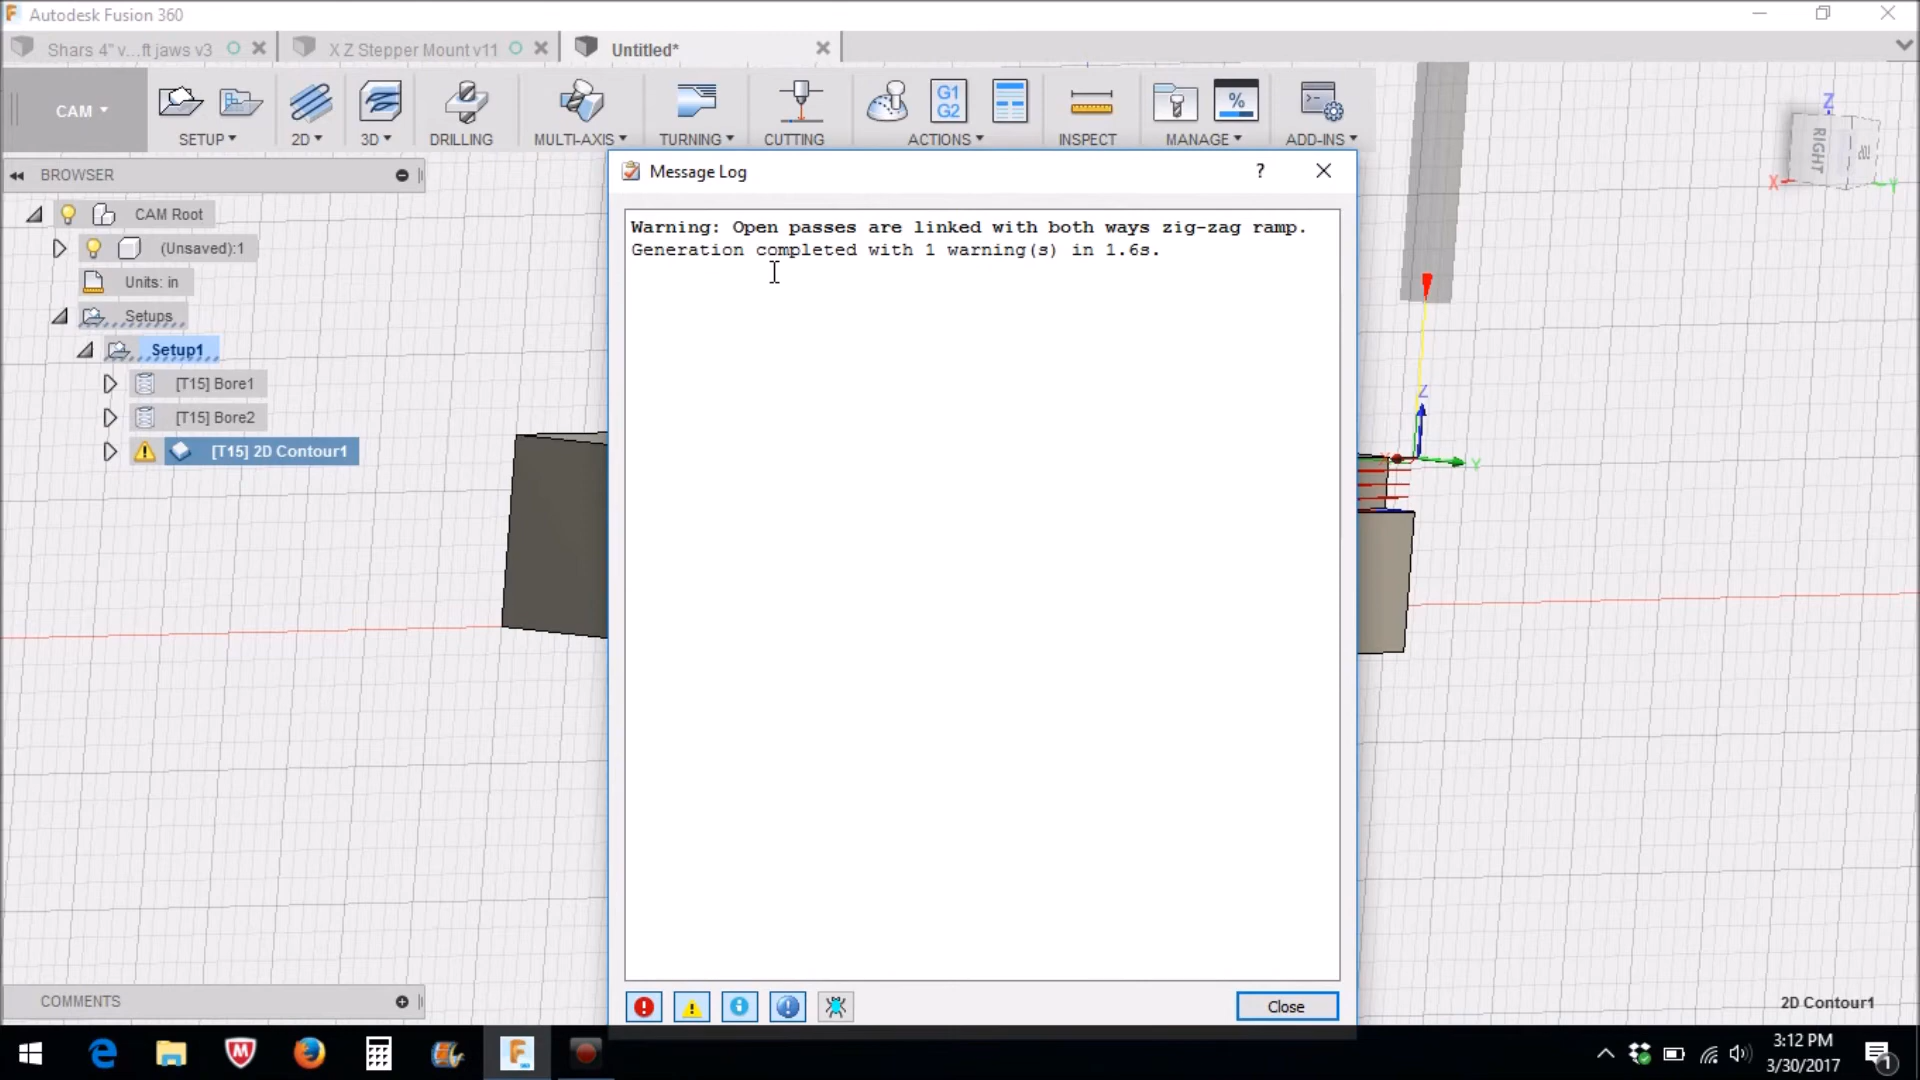 Autodesk Fusion 360
Shars 4" v...ft jaws v3
X Z Stepper Mount v11
Untitled*
CAM
SETUP
2D
3D
DRILLING
MULTI-AXIS
TURNING
CUTTING
G1
G2
ACTIONS
INSPECT
%
MANAGE
ADD-INS
BROWSER
CAM Root
(Unsaved):1
Units: in
Setups
Setup1
[T15] Bore1
[T15] Bore2
[T15] 2D Contour1
Message Log
?
Warning: Open passes are linked with both ways zig-zag ramp.
Generation completed with 1 warning(s) in 1.6s.
Close
Z
RIGHT
X
Y
Z
Y
COMMENTS
2D Contour1
3:12 PM
3/30/2017
1